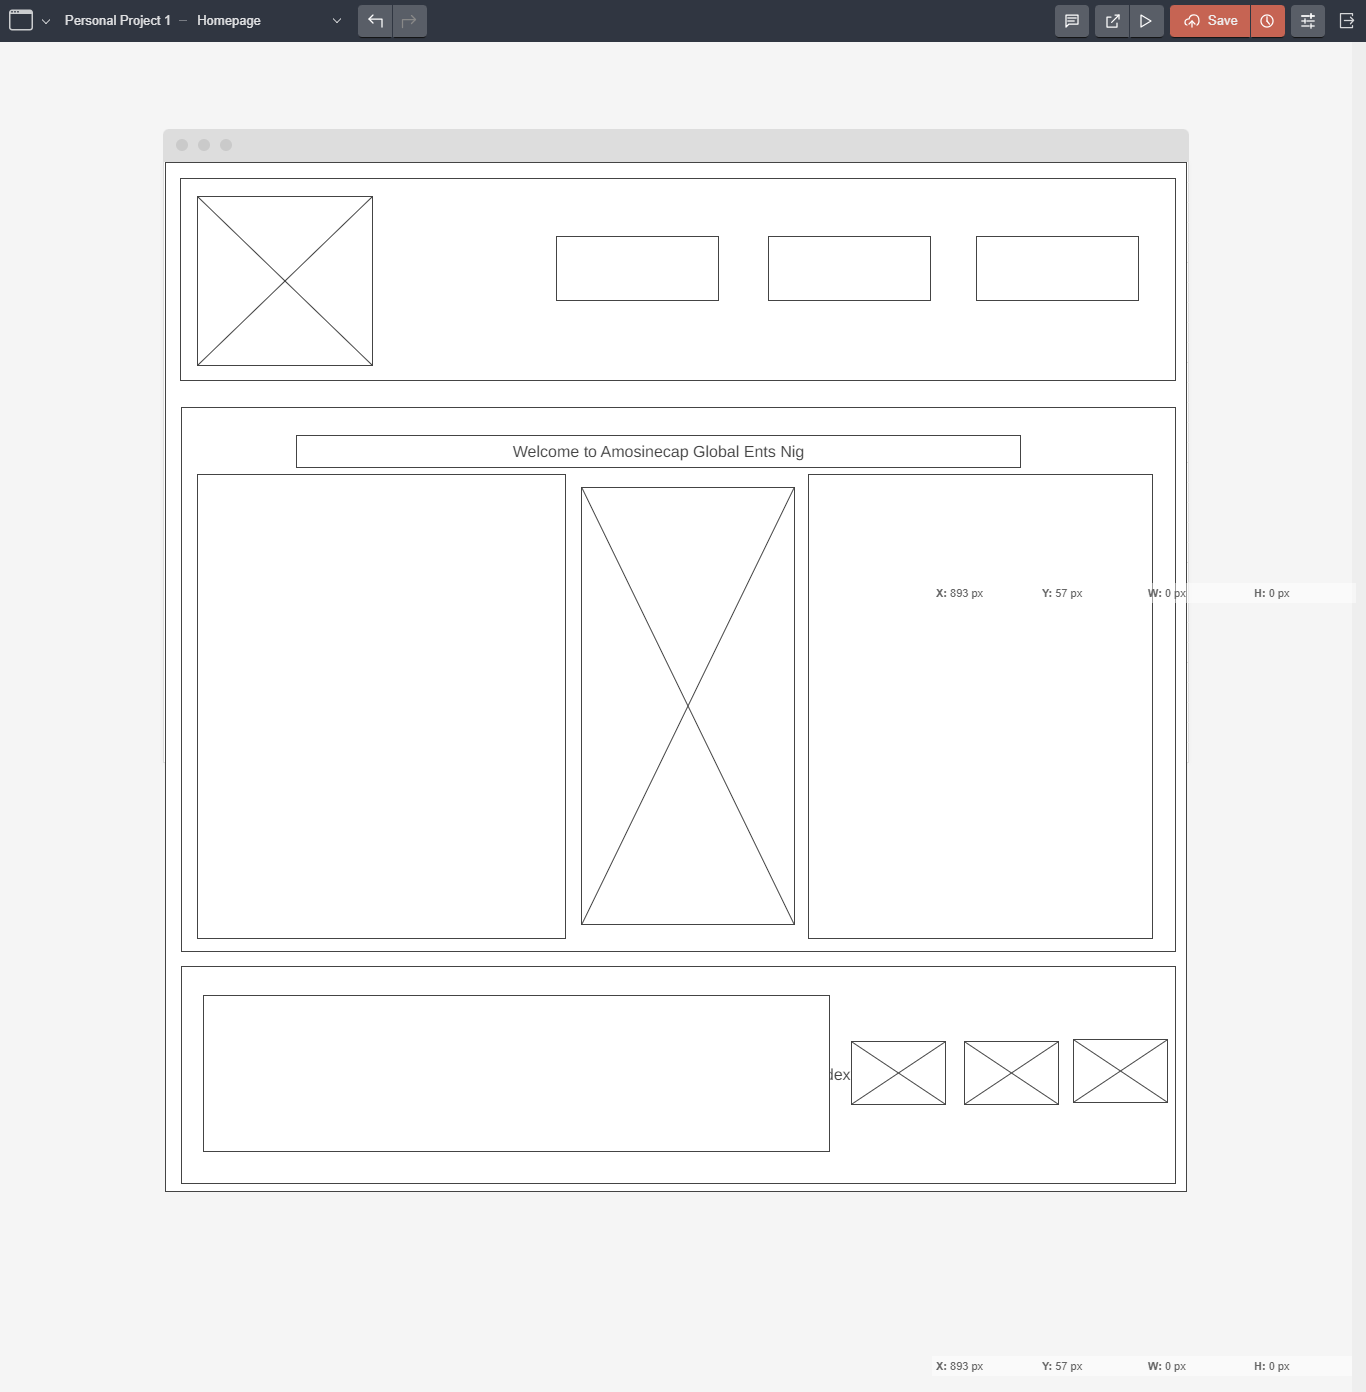 Personal Project 1 – Homepage
Save
Welcome to Amosinecap Global Ents Nig
X: 893 px Y: 57 px W: 0 px H: 0 px
dex
X: 893 px Y: 57 px W: 0 px H: 0 px